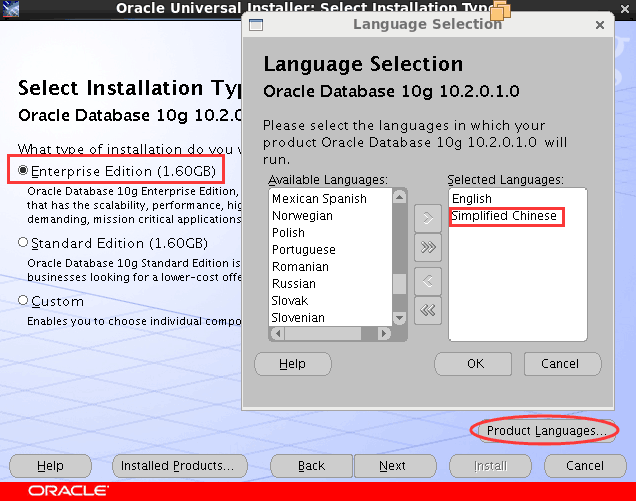 Oracle Universal Installer: Select Installation Type
Language Selection
Select Installation Ty
Oracle Database 10g 10.2.0.
What type of installation do you
Enterprise Edition (1.60GB)
Oracle Database 10g Enterprise Edition,
that has the scalability, performance, hig
demanding, mission critical applications
Standard Edition (1.60GB)
Oracle Database 10g Standard Edition is
businesses looking for a lower-cost offe
Custom
Enables you to choose individual compo
Language Selection
Oracle Database 10g 10.2.0.1.0
Please select the languages in which your
product Oracle Database 10g 10.2.0.1.0 will
run.
Available Languages:
Mexican Spanish
Norwegian
Polish
Portuguese
Romanian
Russian
Slovak
Slovenian
Selected Languages:
English
Simplified Chinese
Help
OK
Cancel
Product Languages...
Help
Installed Products...
Back
Next
Install
Cancel
ORACLE